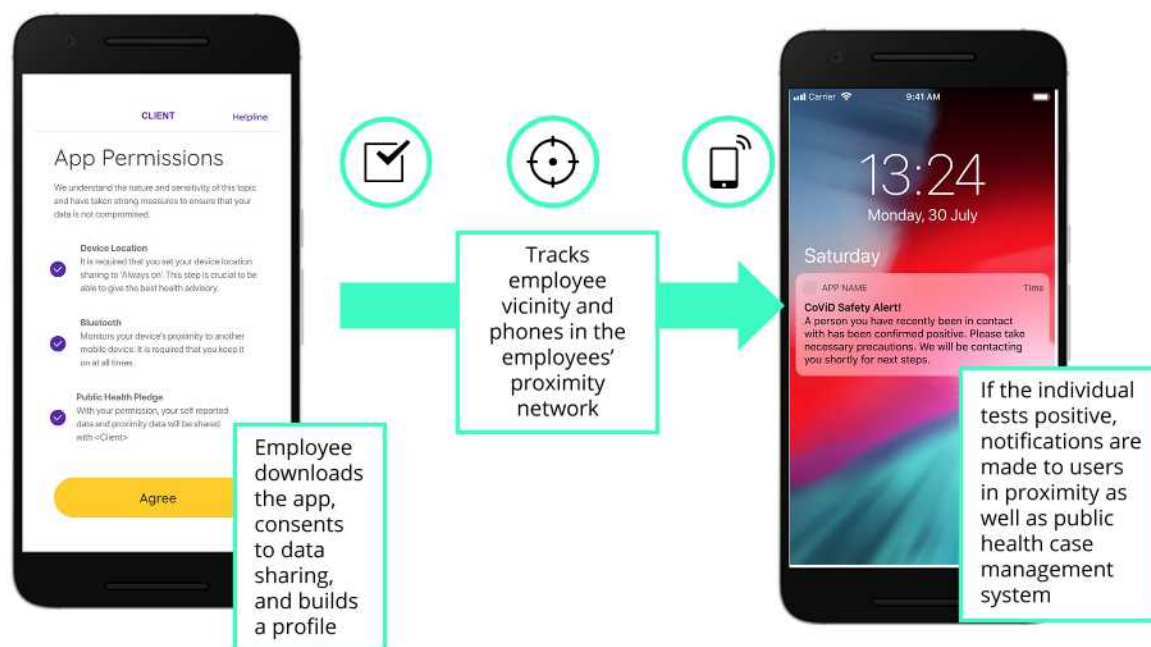 CLIENT
Helpline
App Permissions
We understand the nature and sensitivity of this topic
and have taken strong measures to ensure that your
data is not compromised.
Device Location
It is required that you set your device location
sharing to 'Always on'. This step is crucial to be
able to give the best health advisory.
Bluetooth
Monitors your device's proximity to another
mobile device. It is required that you keep it
on at all times.
Public Health Pledge
With your permission, your self reported
data and proximity data will be shared
with <Client>
Agree
Employee
downloads
the app,
consents
to data
sharing,
and builds
a profile
Tracks
employee
vicinity and
phones in the
employees'
proximity
network
Carrier
9:41 AM
13:24
Monday, 30 July
Saturday
APP NAME
Time
CoViD Safety Alert!
A person you have recently been in contact
with has been confirmed positive. Please take
necessary precautions. We will be contacting
you shortly for next steps.
If the individual
tests positive,
notifications are
made to users
in proximity as
well as public
health case
management
system